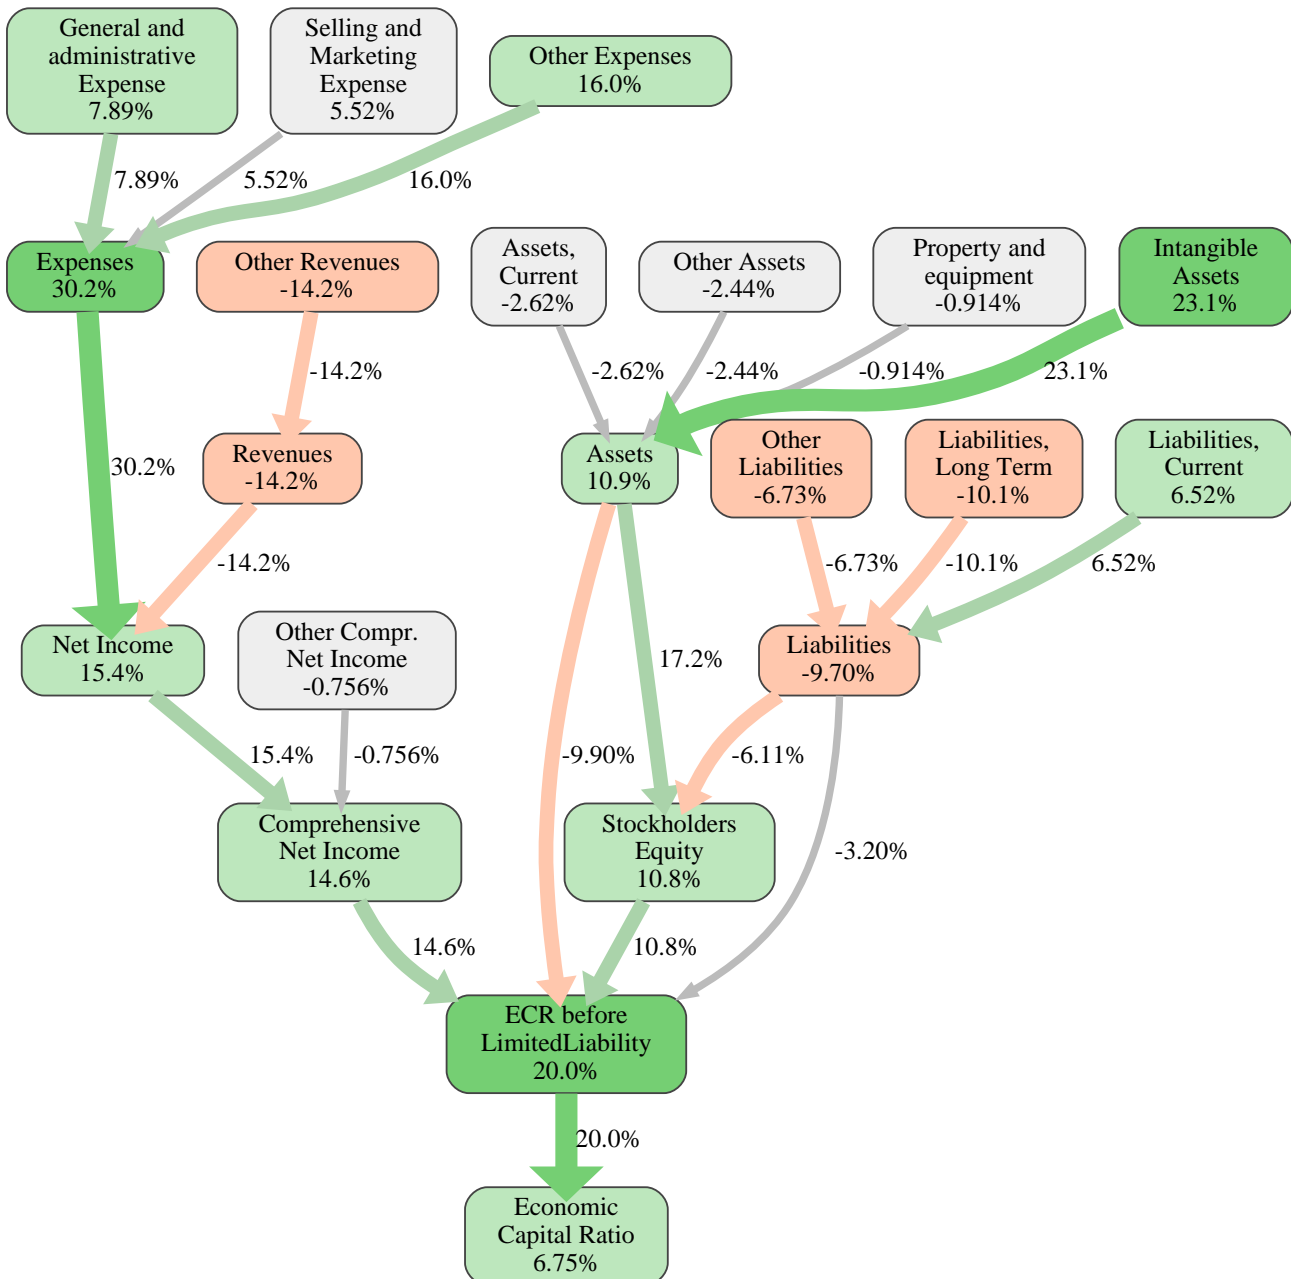 General and
administrative
Expense
7.89%
Selling and
Marketing
Expense
5.52%
Other Expenses
16.0%
7.89%
5.52%
16.0%
Expenses
30.2%
Other Revenues
-14.2%
Assets,
Current
-2.62%
Other Assets
-2.44%
Property and
equipment
-0.914%
Intangible
Assets
23.1%
-14.2%
-2.62%
-2.44%
-0.914%
23.1%
Revenues
-14.2%
Assets
10.9%
Other
Liabilities
-6.73%
Liabilities,
Long Term
-10.1%
Liabilities,
Current
6.52%
30.2%
-14.2%
-6.73%
-10.1%
6.52%
Net Income
15.4%
Other Compr.
Net Income
-0.756%
17.2%
Liabilities
-9.70%
15.4%
-0.756%
-9.90%
-6.11%
Comprehensive
Net Income
14.6%
Stockholders
Equity
10.8%
-3.20%
14.6%
10.8%
ECR before
LimitedLiability
20.0%
20.0%
Economic
Capital Ratio
6.75%